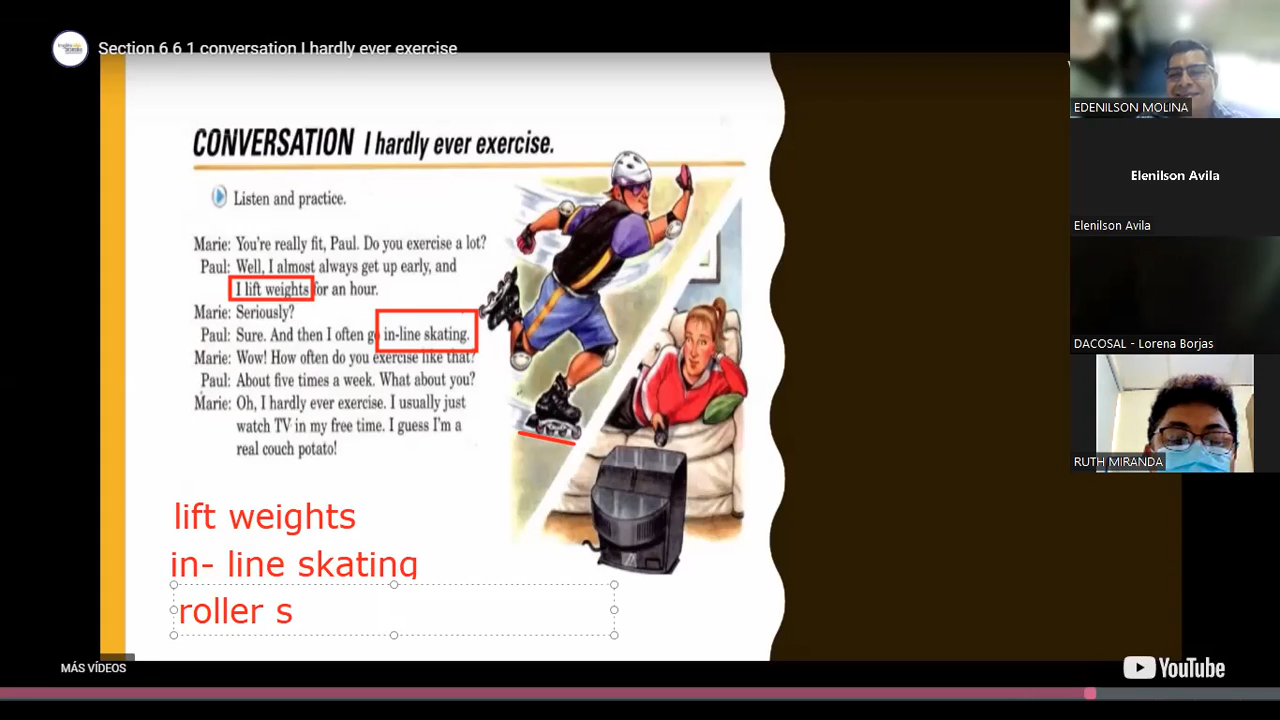 Section 6 6 1 conversation I hardly ever exercise
CONVERSATION I hardly ever exercise.
Listen and practice.
Marie: You're really fit, Paul. Do you exercise a lot?
Paul: Well, I almost always get up early, and
I lift weights for an hour.
Marie: Seriously?
Paul: Sure. And then I often go in-line skating.
Marie: Wow! How often do you exercise like that?
Paul: About five times a week. What about you?
Marie: Oh, I hardly ever exercise. I usually just
watch TV in my free time. I guess I'm a
real couch potato!
lift weights
in- line skating
roller s
MÁS VÍDEOS
YouTube
EDENILSON MOLINA
Elenilson Avila
Elenilson Avila
DACOSAL - Lorena Borjas
RUTH MIRANDA